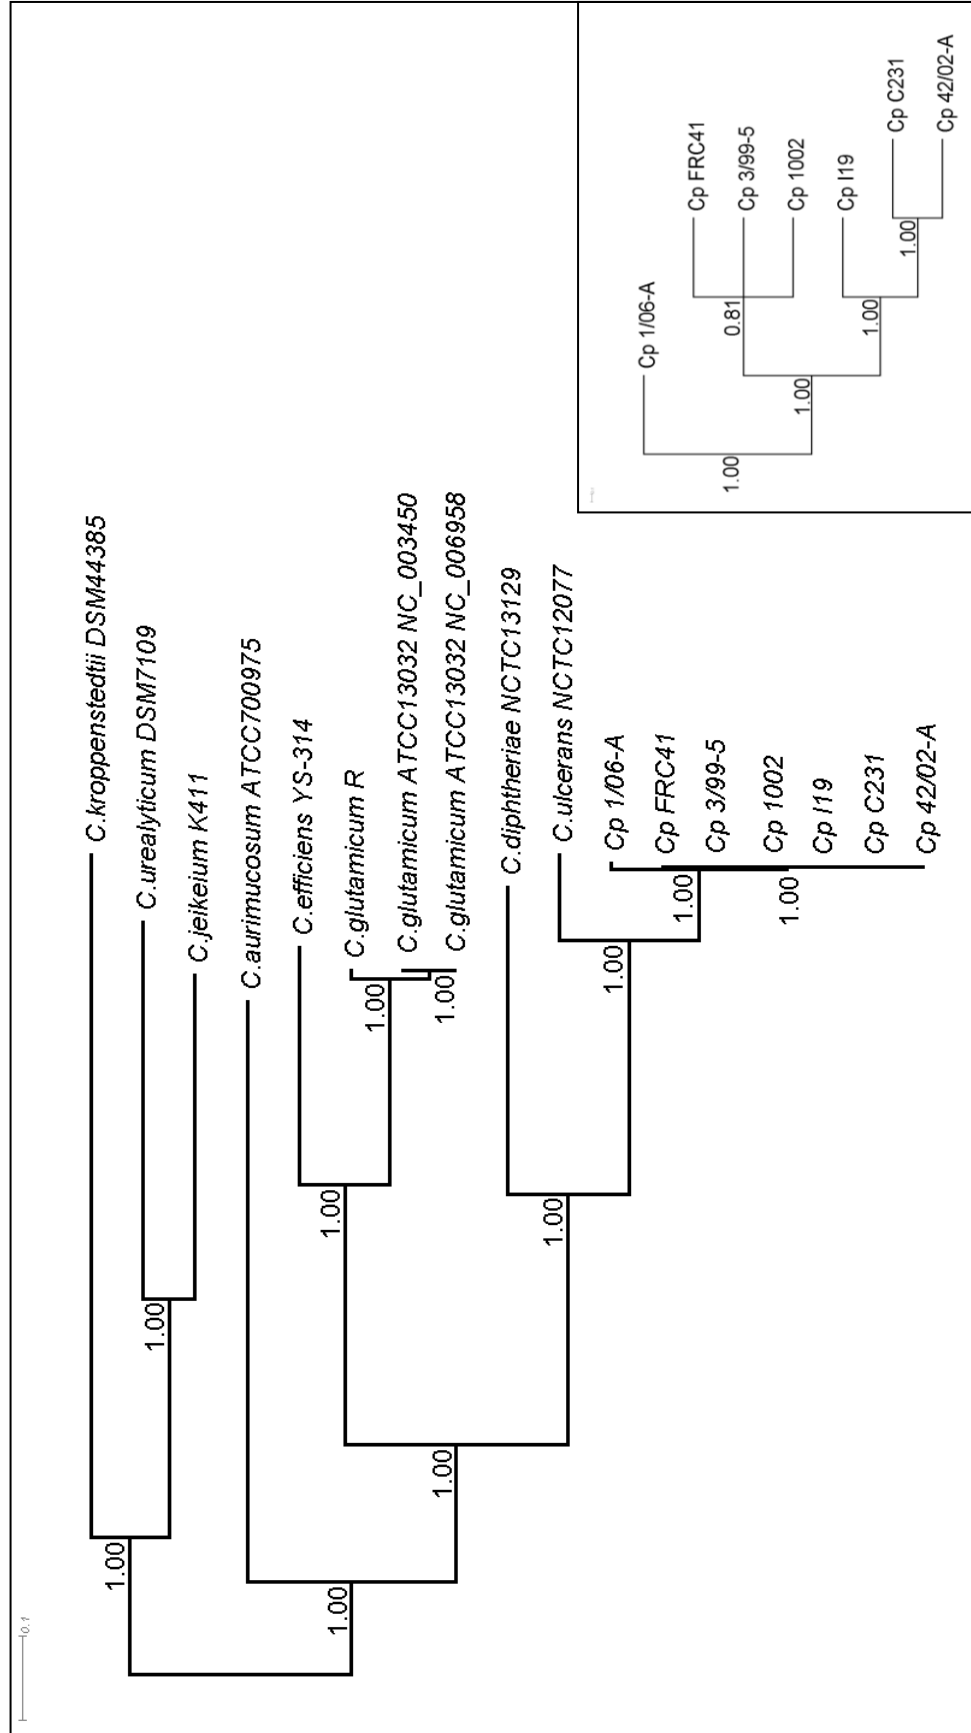 0.1
C.kroppenstedtii DSM44385
C.urealyticum DSM7109
C.jeikeium K411
C.aurimucosum ATCC700975
C.efficiens YS-314
C.glutamicum R
C.glutamicum ATCC13032 NC_003450
C.glutamicum ATCC13032 NC_006958
C.diphtheriae NCTC13129
C.ulcerans NCTC12077
Cp 1/06-A
Cp FRC41
Cp 3/99-5
Cp 1002
Cp I19
Cp C231
Cp 42/02-A
1.00
1.00
1.00
1.00
1.00
1.00
1.00
1.00
1.00
1.00
1.00
Cp 1/06-A
Cp FRC41
Cp 3/99-5
Cp 1002
Cp I19
Cp C231
Cp 42/02-A
1.00
0.81
1.00
1.00
1.00